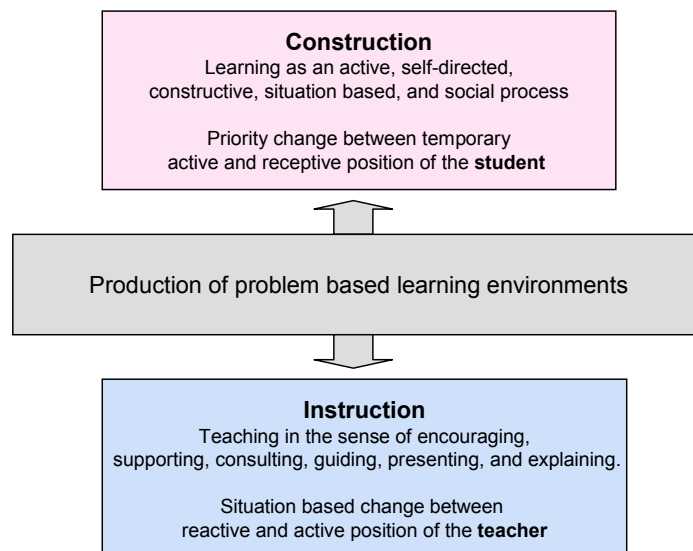 Construction
Learning as an active, self-directed,
constructive, situation based, and social process
Priority change between temporary
active and receptive position of the student
Production of problem based learning environments
Instruction
Teaching in the sense of encouraging,
supporting, consulting, guiding, presenting, and explaining.
Situation based change between
reactive and active position of the teacher